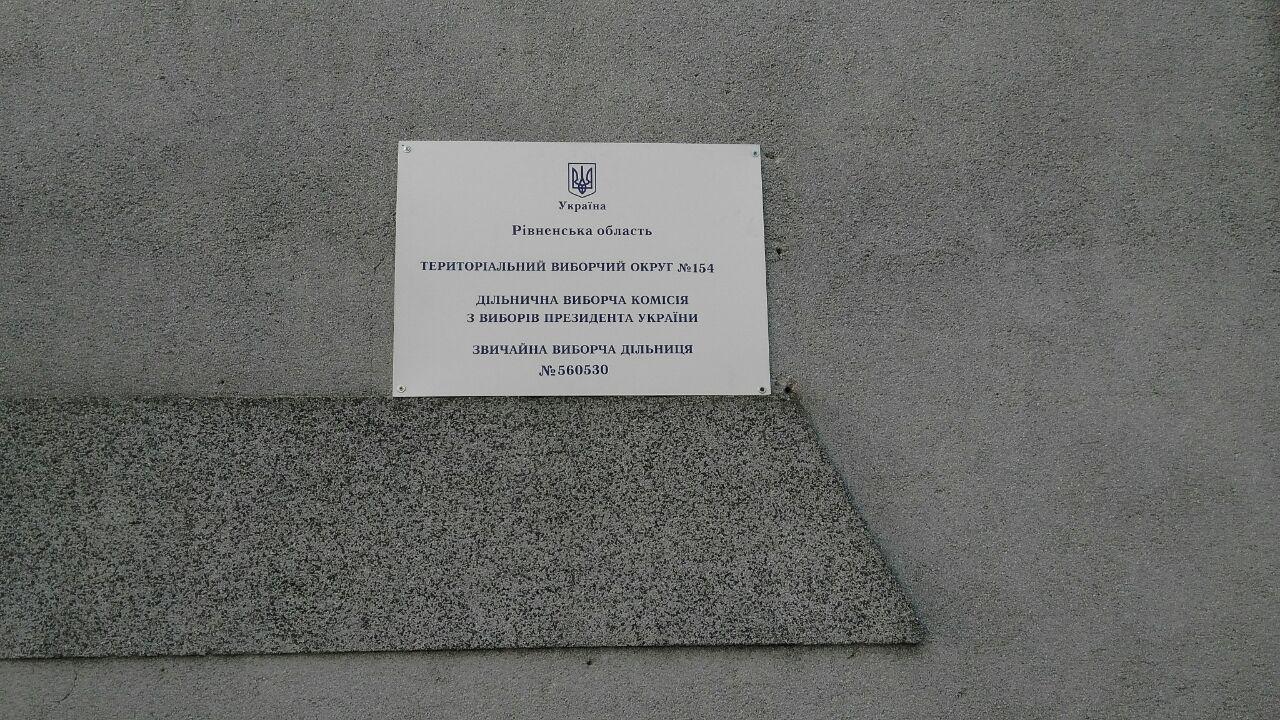 Україна
Рівненська область
ТЕРИТОРІАЛЬНИЙ ВИБОРЧИЙ ОКРУГ №154
ДІЛЬНИЧНА ВИБОРЧА КОМІСІЯ
З ВИБОРІВ ПРЕЗИДЕНТА УКРАЇНИ
ЗВИЧАЙНА ВИБОРЧА ДІЛЬНИЦЯ
№560530